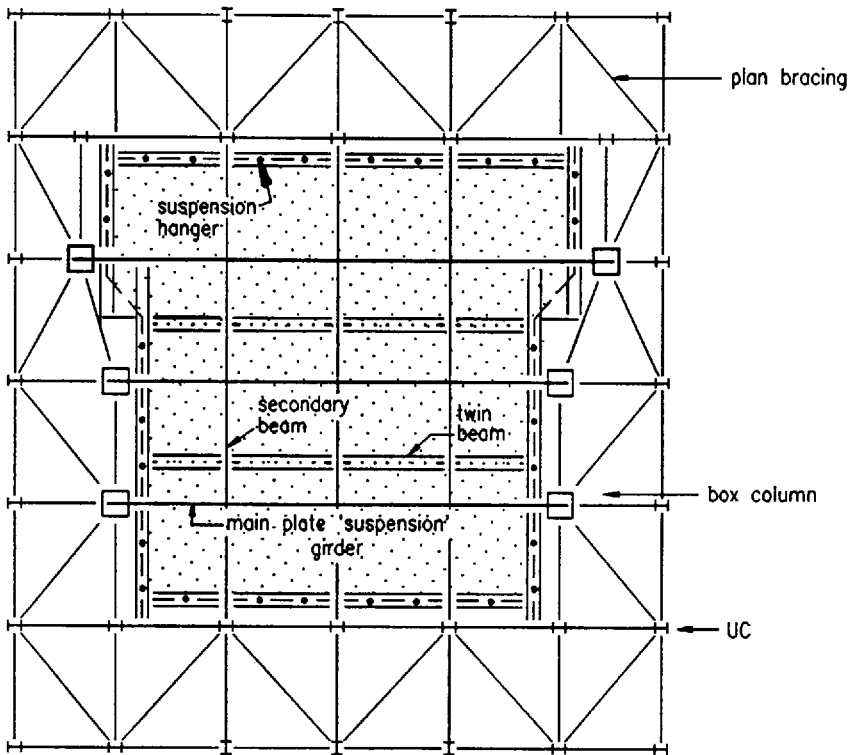 plan bracing
suspension
hanger
secondary
beam
twin
beam
box column
main plate 'suspension'
girder
UC